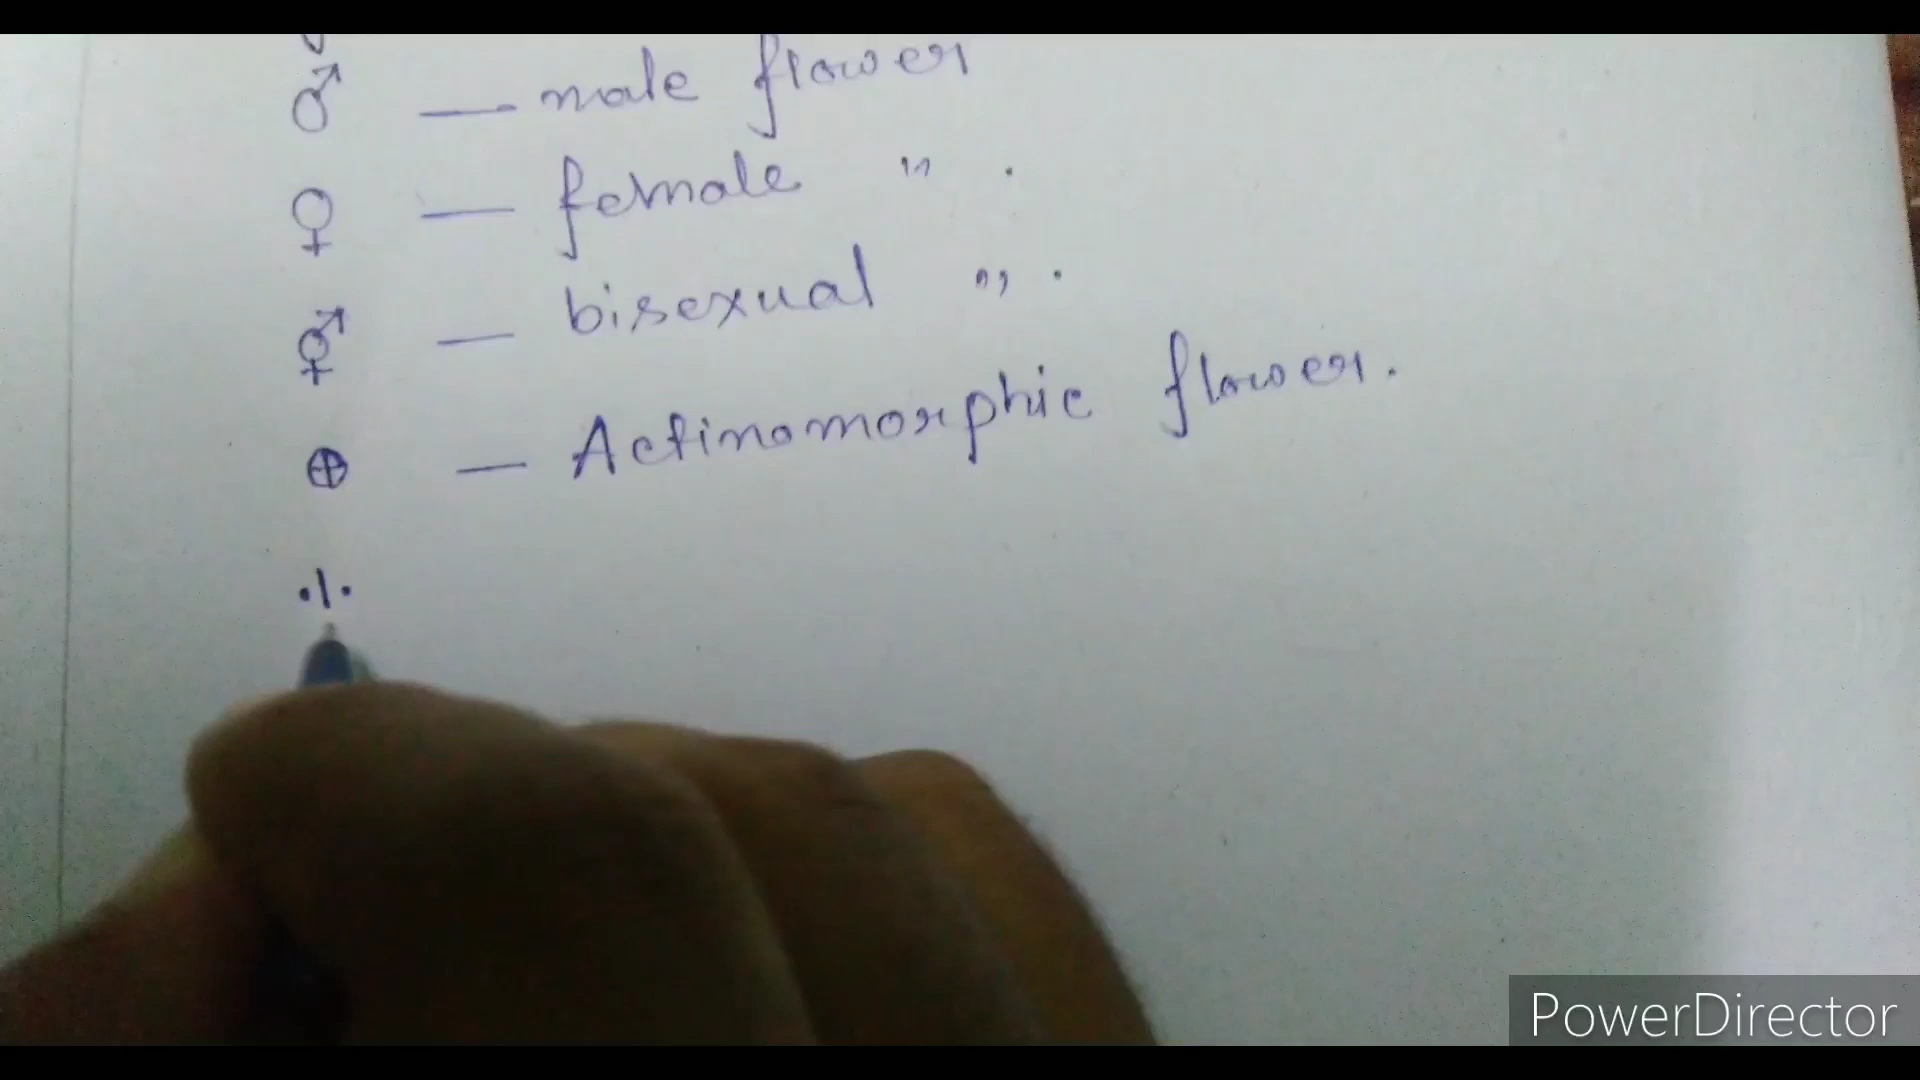 ♂ — male flower
♀ — female " .
⚥ — bisexual ,, .
⊕ — Actinomorphic flower.
·|·
PowerDirector